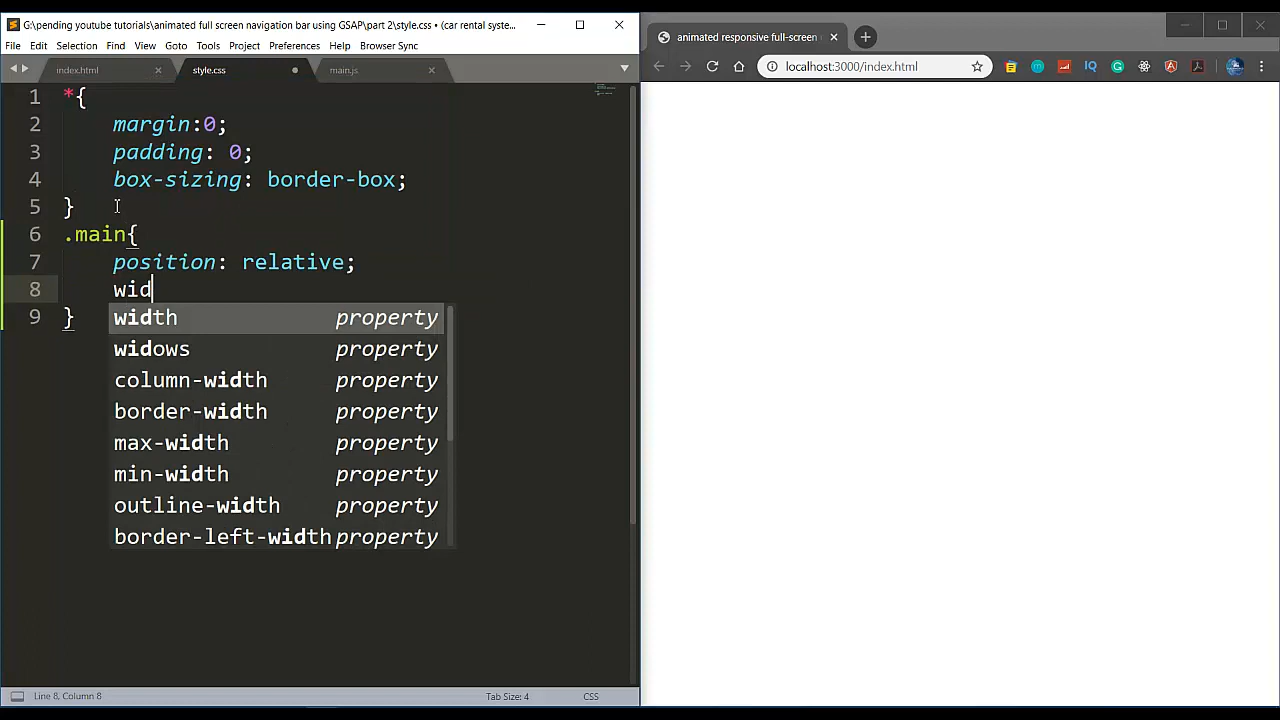 G:\pending youtube tutorials\animated full screen navigation bar using GSAP\part 2\style.css • (car rental syste...
File Edit Selection Find View Goto Tools Project Preferences Help Browser Sync
index.html style.css main.js
1 *{
2 margin:0;
3 padding: 0;
4 box-sizing: border-box;
5 }
6 .main{
7 position: relative;
8 wid
9 }
width property
widows property
column-width property
border-width property
max-width property
min-width property
outline-width property
border-left-width property
Line 8, Column 8 Tab Size: 4 CSS
animated responsive full-screen
localhost:3000/index.html
IQ